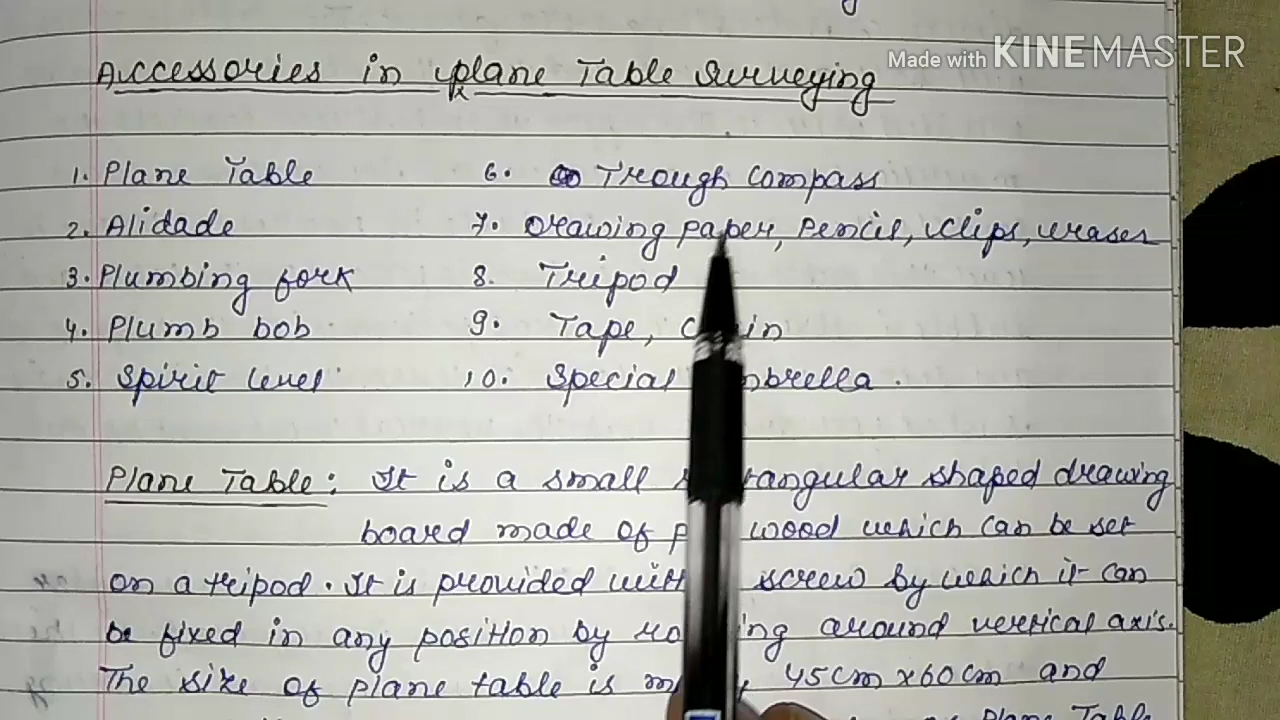 Made with KINEMASTER
Accessories in plane Table Surveying
1. Plane Table
2. Alidade
3. Plumbing fork
4. Plumb bob
5. Spirit level
6. Trough Compass
7. Drawing paper, Pencil, Clips, eraser
8. Tripod
9. Tape,
10. Special
Plane Table: It is a small shaped drawing
board made of wood which can be set
on a tripod. It is provided with screw by which it can
be fixed in any position by around vertical axis.
The size of plane table is 45cm x 60cm and
Plane Table